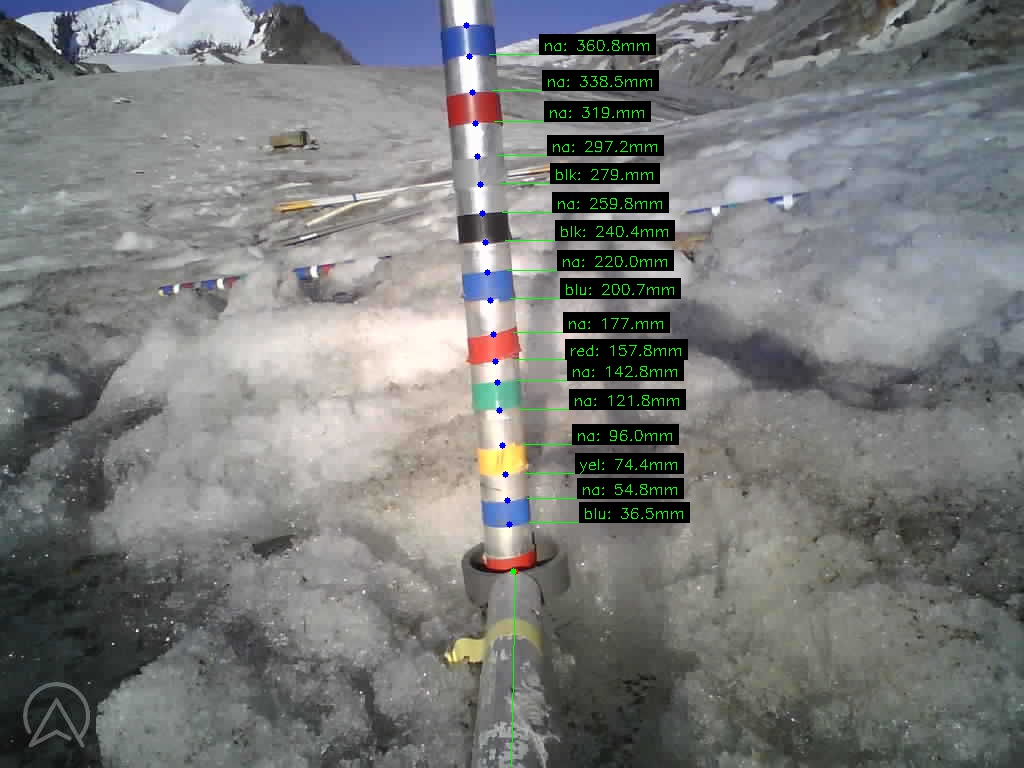 na: 360.8mm
na: 338.5mm
na: 319.mm
na: 297.2mm
blk: 279.mm
na: 259.8mm
blk: 240.4mm
na: 220.0mm
blu: 200.7mm
na: 177.mm
red: 157.8mm
na: 142.8mm
na: 121.8mm
na: 96.0mm
yel: 74.4mm
na: 54.8mm
blu: 36.5mm